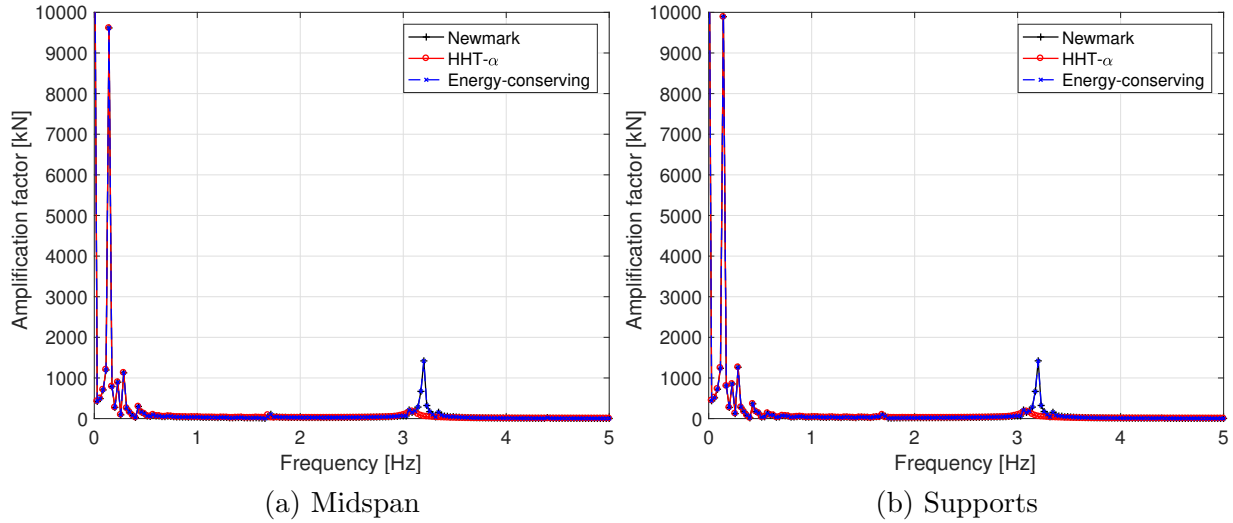 10000
9000
8000
7000
6000
5000
4000
3000
2000
1000
0
Amplification factor [kN]
0 1 2 3 4 5
Frequency [Hz]
Newmark
HHT-α
Energy-conserving
(a) Midspan
10000
9000
8000
7000
6000
5000
4000
3000
2000
1000
0
Amplification factor [kN]
0 1 2 3 4 5
Frequency [Hz]
Newmark
HHT-α
Energy-conserving
(b) Supports